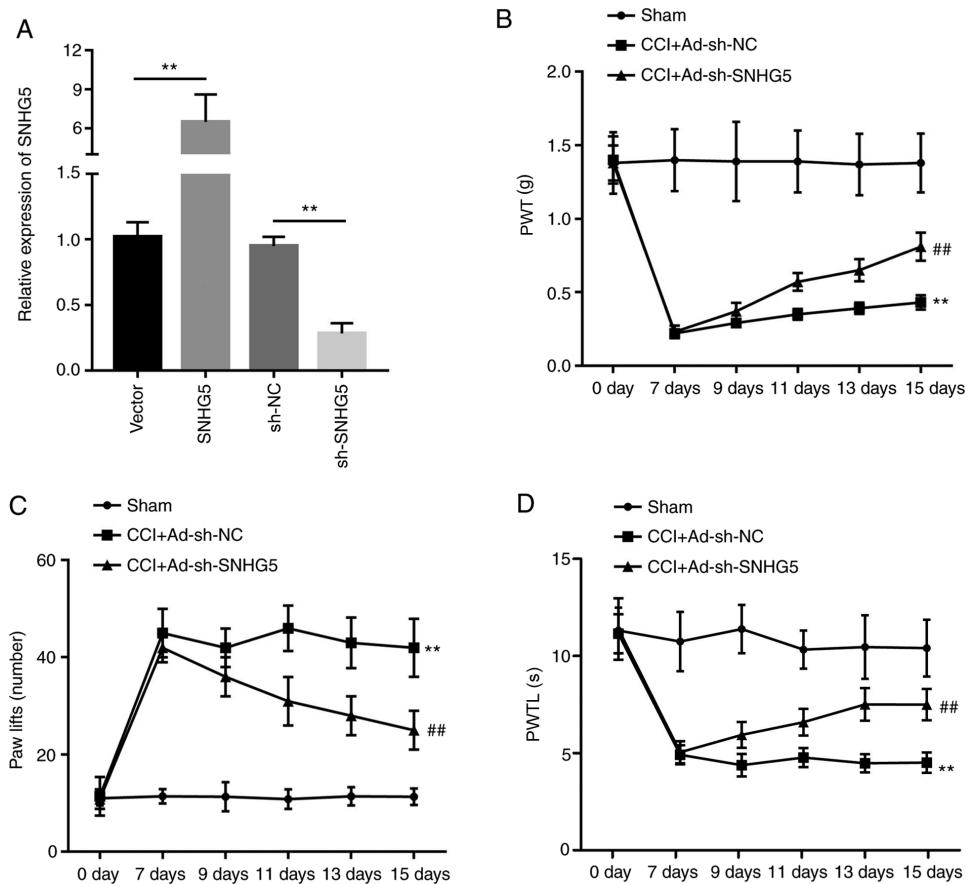 A
Relative expression of SNHG5
12
9
6
3
1.5
1.0
0.5
0.0
**
**
Vector
SNHG5
sh-NC
sh-SNHG5
B
Sham
CCI+Ad-sh-NC
CCI+Ad-sh-SNHG5
PWT (g)
2.0
1.5
1.0
0.5
0.0
##
**
0 day 7 days 9 days 11 days 13 days 15 days
C
Sham
CCI+Ad-sh-NC
CCI+Ad-sh-SNHG5
Paw lifts (number)
60
40
20
0
**
##
0 day 7 days 9 days 11 days 13 days 15 days
D
Sham
CCI+Ad-sh-NC
CCI+Ad-sh-SNHG5
PWTL (s)
15
10
5
0
##
**
0 day 7 days 9 days 11 days 13 days 15 days